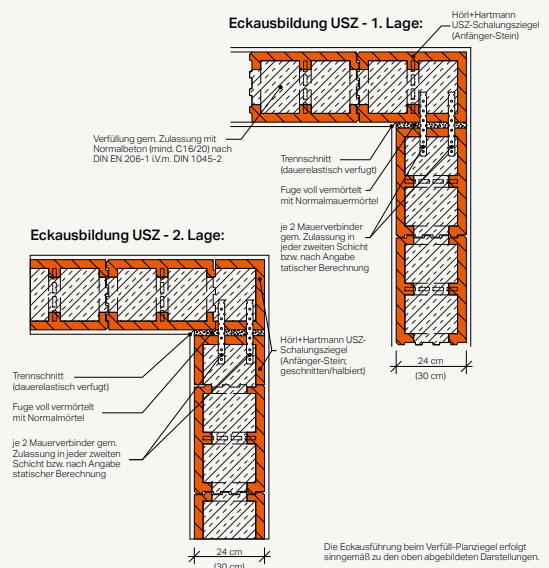 Eckausbildung USZ - 1. Lage:
Hörl+Hartmann
USZ-Schalungsziegel
(Anfänger-Stein)
Verfüllung gem. Zulassung mit
Normalbeton (mind. C16/20) nach
DIN EN 206-1 i.V.m. DIN 1045-2
Trennschnitt
(dauerelastisch verfugt)
Fuge voll vermörtelt
mit Normalmauermörtel
je 2 Mauerverbinder
gem. Zulassung in
jeder zweiten Schicht
bzw. nach Angabe
tatischer Berechnung
24 cm
(30 cm)
Eckausbildung USZ - 2. Lage:
Hörl+Hartmann USZ-
Schalungsziegel
(Anfänger-Stein;
geschnitten/halbiert)
Trennschnitt
(dauerelastisch verfugt)
Fuge voll vermörtelt
mit Normalmörtel
je 2 Mauerverbinder gem.
Zulassung in jeder zweiten
Schicht bzw. nach Angabe
statischer Berechnung
24 cm
(30 cm)
Die Eckausführung beim Verfüll-Planziegel erfolgt
sinngemäß zu den oben abgebildeten Darstellungen.